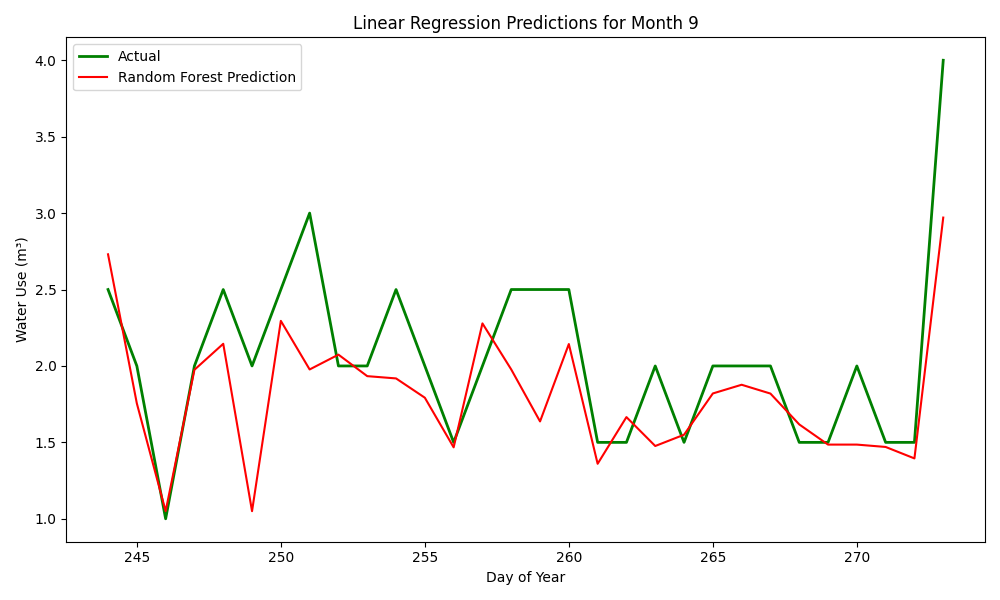 Linear Regression Predictions for Month 9
Actual
Random Forest Prediction
Water Use (m³)
4.0
3.5
3.0
2.5
2.0
1.5
1.0
245
250
255
260
265
270
Day of Year